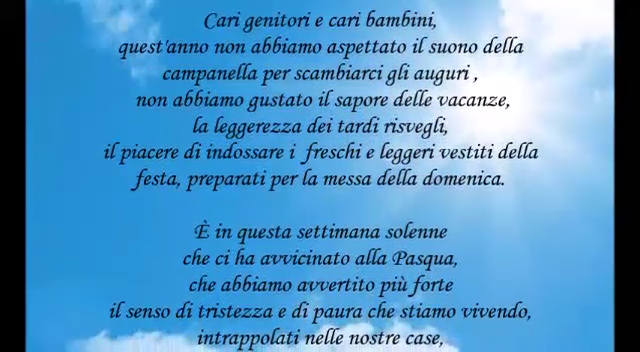 Cari genitori e cari bambini,
quest'anno non abbiamo aspettato il suono della
campanella per scambiarci gli auguri ,
non abbiamo gustato il sapore delle vacanze,
la leggerezza dei tardi risvegli,
il piacere di indossare i freschi e leggeri vestiti della
festa, preparati per la messa della domenica.
È in questa settimana solenne
che ci ha avvicinato alla Pasqua,
che abbiamo avvertito più forte
il senso di tristezza e di paura che stiamo vivendo,
intrappolati nelle nostre case,